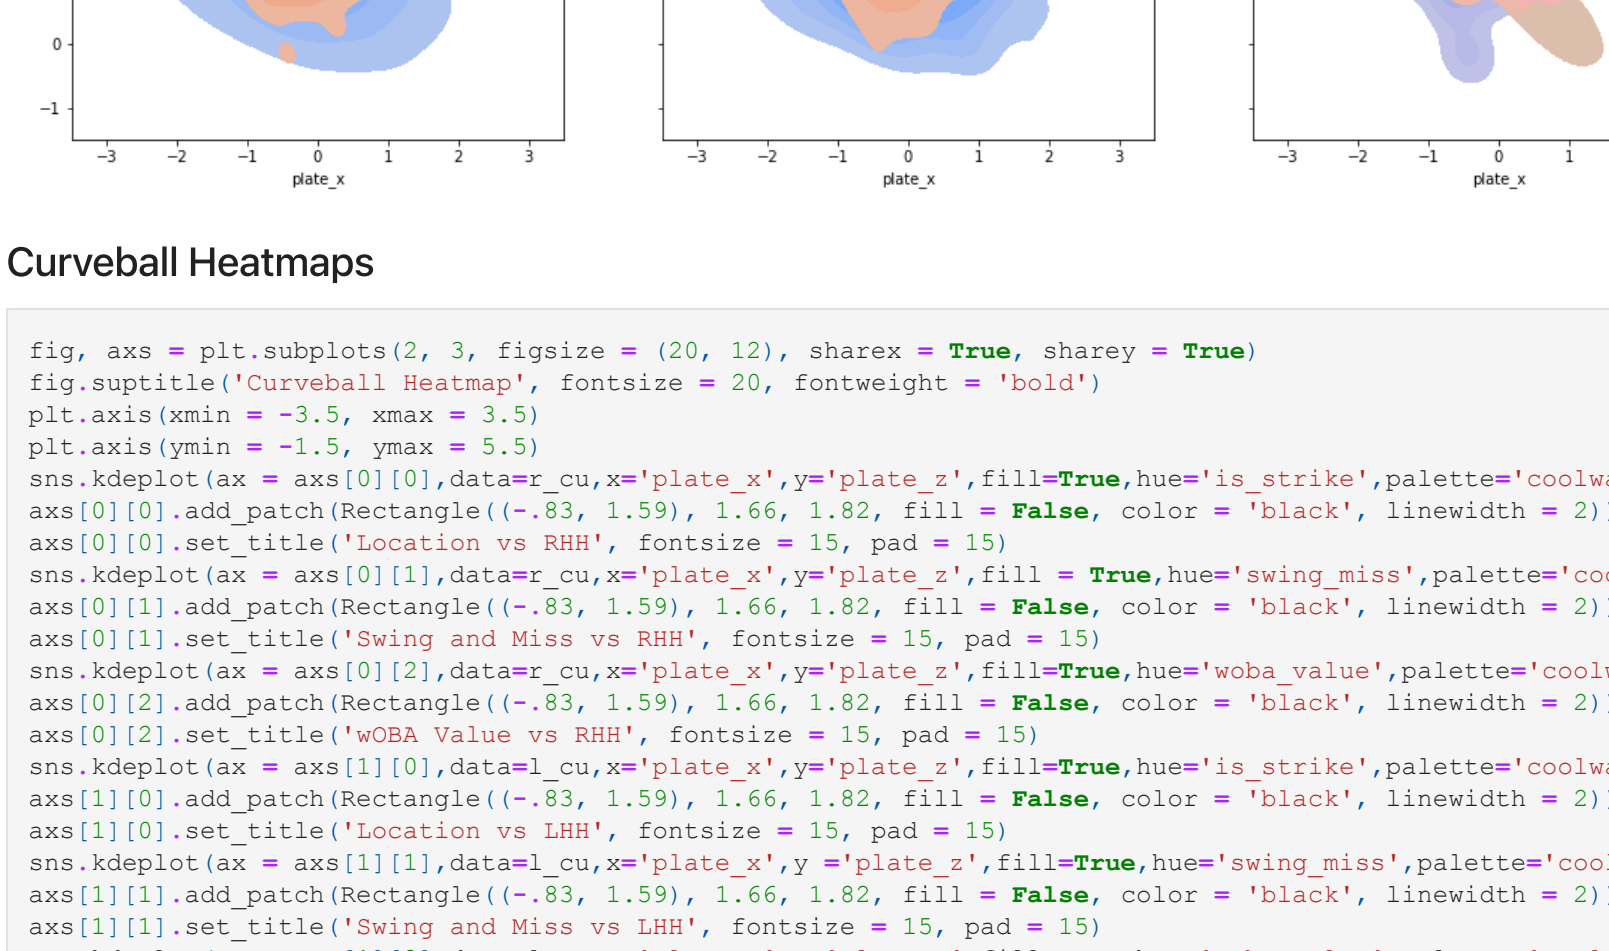 0
−1
−3 −2 −1 0 1 2 3 −3 −2 −1 0 1 2 3 −3 −2 −1 0 1
plate_x plate_x plate_x
Curveball Heatmaps
fig, axs = plt.subplots(2, 3, figsize = (20, 12), sharex = True, sharey = True)
fig.suptitle('Curveball Heatmap', fontsize = 20, fontweight = 'bold')
plt.axis(xmin = -3.5, xmax = 3.5)
plt.axis(ymin = -1.5, ymax = 5.5)
sns.kdeplot(ax = axs[0][0],data=r_cu,x='plate_x',y='plate_z',fill=True,hue='is_strike',palette='coolwa
axs[0][0].add_patch(Rectangle((-.83, 1.59), 1.66, 1.82, fill = False, color = 'black', linewidth = 2))
axs[0][0].set_title('Location vs RHH', fontsize = 15, pad = 15)
sns.kdeplot(ax = axs[0][1],data=r_cu,x='plate_x',y='plate_z',fill = True,hue='swing_miss',palette='coo
axs[0][1].add_patch(Rectangle((-.83, 1.59), 1.66, 1.82, fill = False, color = 'black', linewidth = 2))
axs[0][1].set_title('Swing and Miss vs RHH', fontsize = 15, pad = 15)
sns.kdeplot(ax = axs[0][2],data=r_cu,x='plate_x',y='plate_z',fill=True,hue='woba_value',palette='coolw
axs[0][2].add_patch(Rectangle((-.83, 1.59), 1.66, 1.82, fill = False, color = 'black', linewidth = 2))
axs[0][2].set_title('wOBA Value vs RHH', fontsize = 15, pad = 15)
sns.kdeplot(ax = axs[1][0],data=l_cu,x='plate_x',y='plate_z',fill=True,hue='is_strike',palette='coolwa
axs[1][0].add_patch(Rectangle((-.83, 1.59), 1.66, 1.82, fill = False, color = 'black', linewidth = 2))
axs[1][0].set_title('Location vs LHH', fontsize = 15, pad = 15)
sns.kdeplot(ax = axs[1][1],data=l_cu,x='plate_x',y ='plate_z',fill=True,hue='swing_miss',palette='cool
axs[1][1].add_patch(Rectangle((-.83, 1.59), 1.66, 1.82, fill = False, color = 'black', linewidth = 2))
axs[1][1].set_title('Swing and Miss vs LHH', fontsize = 15, pad = 15)